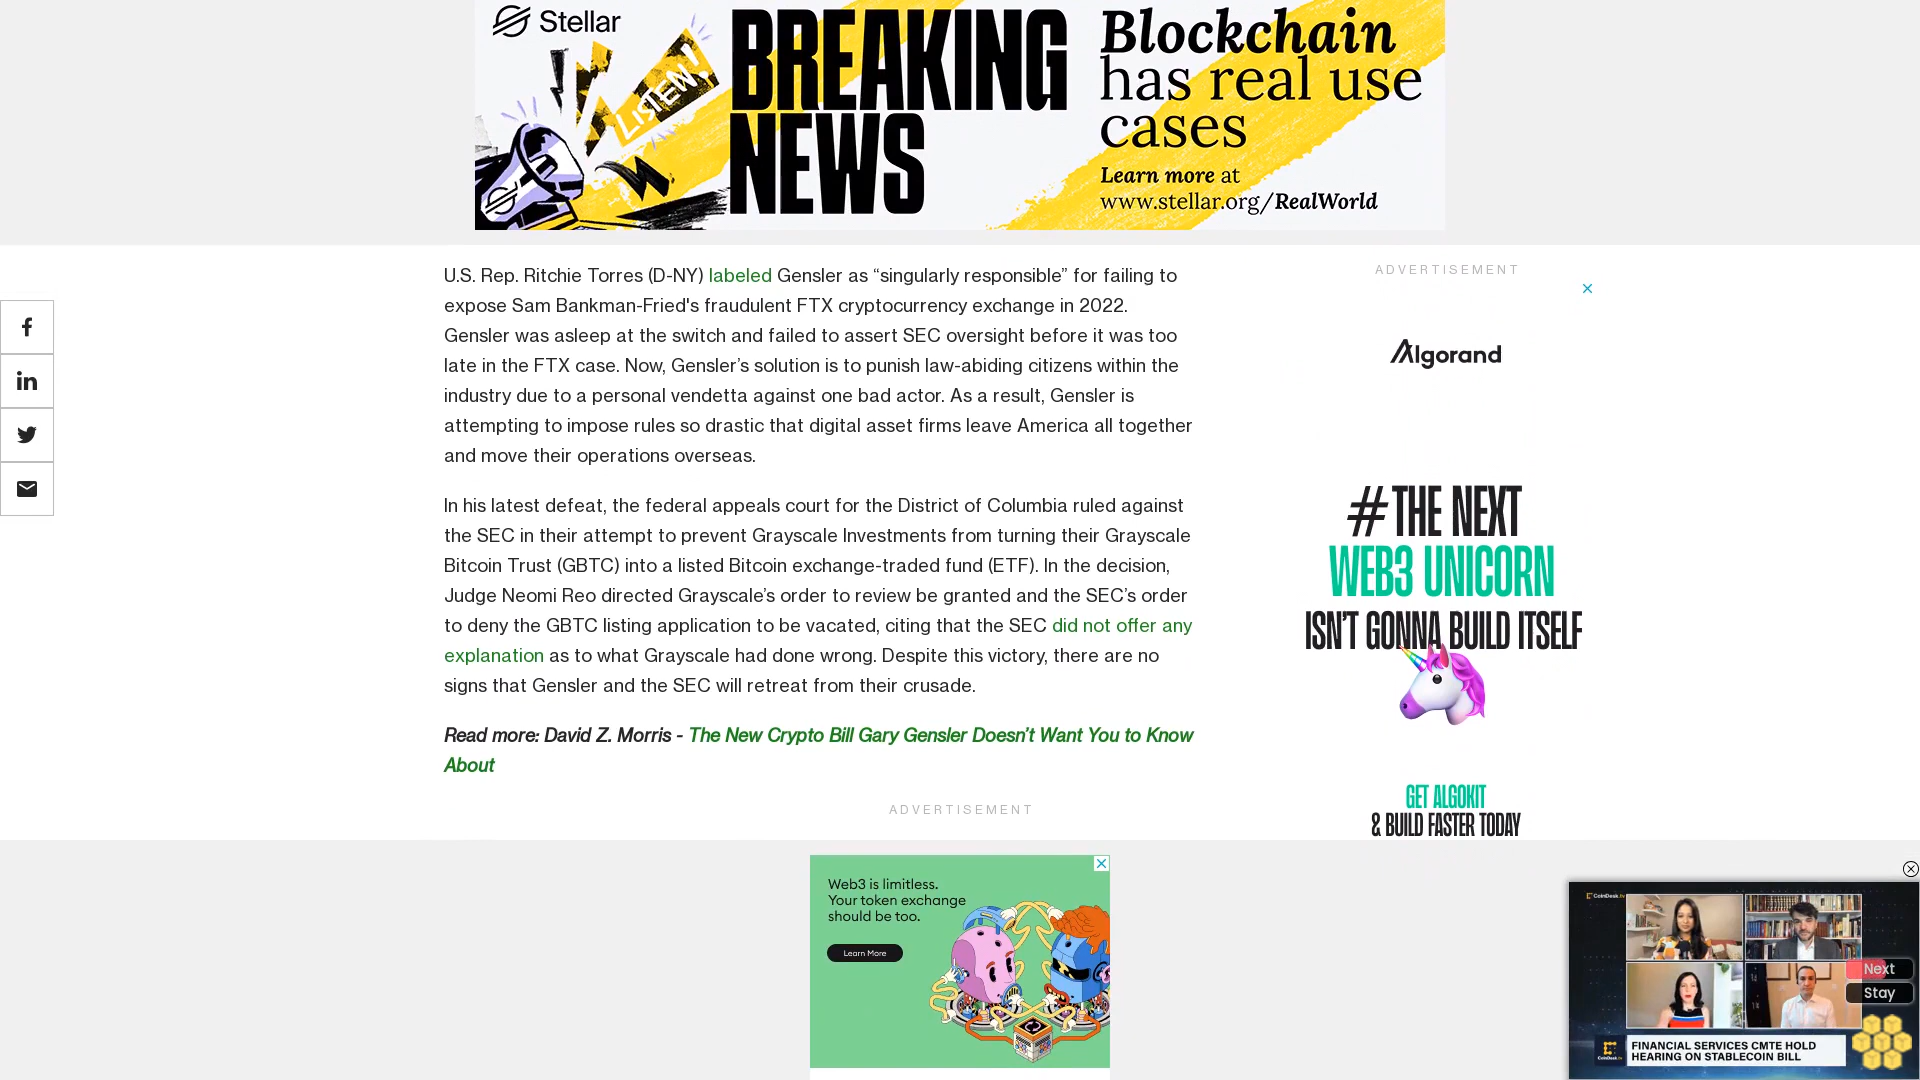 Stellar
LISTEN!
BREAKING
NEWS
Blockchain
has real use
cases
Learn more at
www.stellar.org/RealWorld
U.S. Rep. Ritchie Torres (D-NY) labeled Gensler as “singularly responsible” for failing to
expose Sam Bankman-Fried's fraudulent FTX cryptocurrency exchange in 2022.
Gensler was asleep at the switch and failed to assert SEC oversight before it was too
late in the FTX case. Now, Gensler’s solution is to punish law-abiding citizens within the
industry due to a personal vendetta against one bad actor. As a result, Gensler is
attempting to impose rules so drastic that digital asset firms leave America all together
and move their operations overseas.
In his latest defeat, the federal appeals court for the District of Columbia ruled against
the SEC in their attempt to prevent Grayscale Investments from turning their Grayscale
Bitcoin Trust (GBTC) into a listed Bitcoin exchange-traded fund (ETF). In the decision,
Judge Neomi Reo directed Grayscale’s order to review be granted and the SEC’s order
to deny the GBTC listing application to be vacated, citing that the SEC did not offer any
explanation as to what Grayscale had done wrong. Despite this victory, there are no
signs that Gensler and the SEC will retreat from their crusade.
Read more: David Z. Morris - The New Crypto Bill Gary Gensler Doesn’t Want You to Know
About
ADVERTISEMENT
Algorand
#THE NEXT
WEB3 UNICORN
ISN'T GONNA BUILD ITSELF
GET ALGOKIT
& BUILD FASTER TODAY
ADVERTISEMENT
Web3 is limitless.
Your token exchange
should be too.
Learn More
CoinDesk.tv
Next
Stay
FINANCIAL SERVICES CMTE HOLD
HEARING ON STABLECOIN BILL
CoinDesk.tv